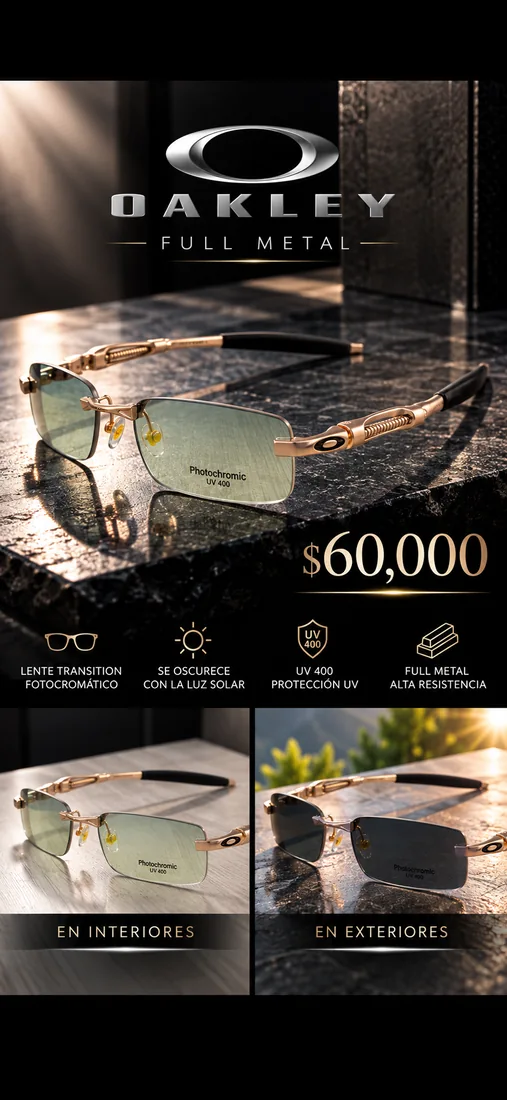 OAKLEY
FULL METAL
Photochromic
UV 400
$60,000
UV
400
LENTE TRANSITION
FOTOCROMÁTICO
SE OSCURECE
CON LA LUZ SOLAR
UV 400
PROTECCIÓN UV
FULL METAL
ALTA RESISTENCIA
Photochromic
UV 400
EN INTERIORES
Photochromic
UV 400
EN EXTERIORES